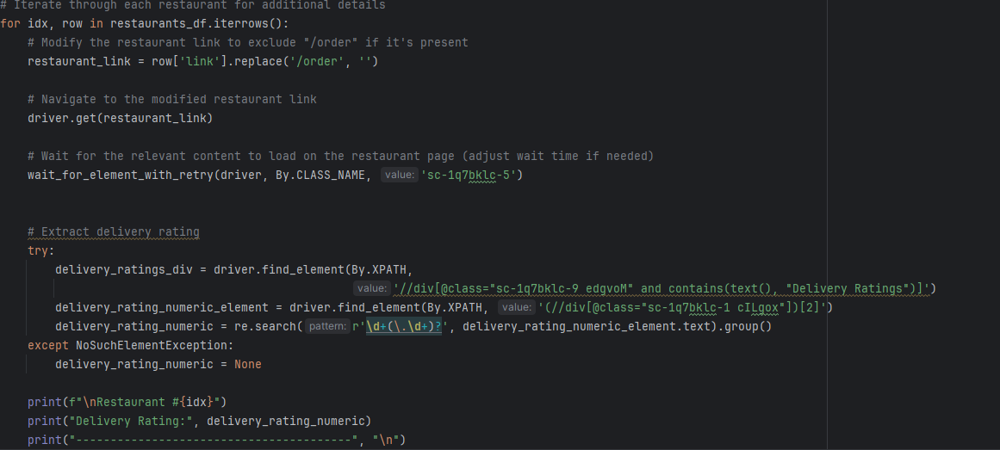 # Iterate through each restaurant for additional details
for idx, row in restaurants_df.iterrows():
    # Modify the restaurant link to exclude "/order" if it's present
    restaurant_link = row['link'].replace('/order', '')
    # Navigate to the modified restaurant link
    driver.get(restaurant_link)
    # Wait for the relevant content to load on the restaurant page (adjust wait time if needed)
    wait_for_element_with_retry(driver, By.CLASS_NAME, value: 'sc-1q7bklc-5')
    # Extract delivery rating
    try:
        delivery_ratings_div = driver.find_element(By.XPATH,
                                                   value: '//div[@class="sc-1q7bklc-9 edgvoM" and contains(text(), "Delivery Ratings")]')
        delivery_rating_numeric_element = driver.find_element(By.XPATH, value: '(//div[@class="sc-1q7bklc-1 cILgox"])[2]')
        delivery_rating_numeric = re.search( pattern: r'\d+(\.\d+)?', delivery_rating_numeric_element.text).group()
    except NoSuchElementException:
        delivery_rating_numeric = None
    print(f"\nRestaurant #{idx}")
    print("Delivery Rating:", delivery_rating_numeric)
    print("----------------------------------------", "\n")